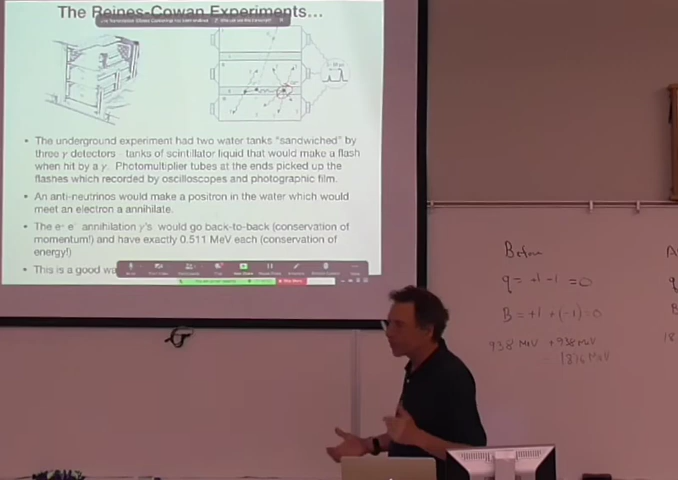 The Reines-Cowan Experiments...
• The underground experiment had two water tanks "sandwiched" by
three γ detectors - tanks of scintillator liquid that would make a flash
when hit by a γ. Photomultiplier tubes at the ends picked up the
flashes which recorded by oscilloscopes and photographic film.
• An anti-neutrinos would make a positron in the water which would
meet an electron a annihilate.
• The e⁺ e⁻ annihilation γ's would go back-to-back (conservation of
momentum!) and have exactly 0.511 MeV each (conservation of
energy!)
• This is a good wa
Before
q = +1 -1 = 0
B = +1 + (-1) = 0
938 MeV + 938 MeV
= 1876 MeV